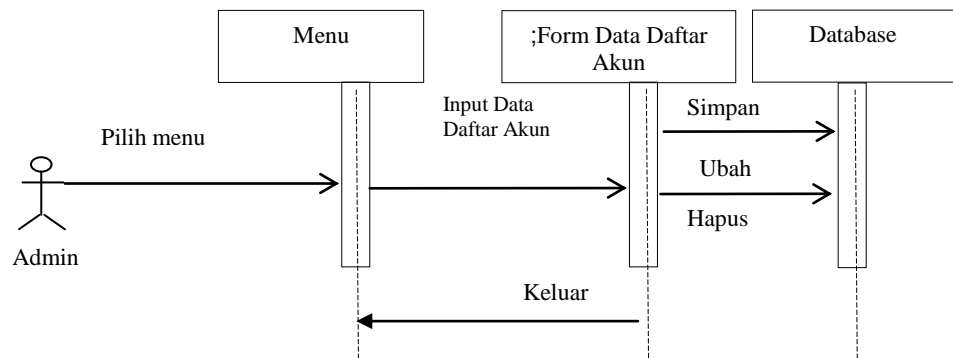 Menu
;Form Data Daftar
Akun
Database
Input Data
Daftar Akun
Simpan
Pilih menu
Ubah
Hapus
Admin
Keluar